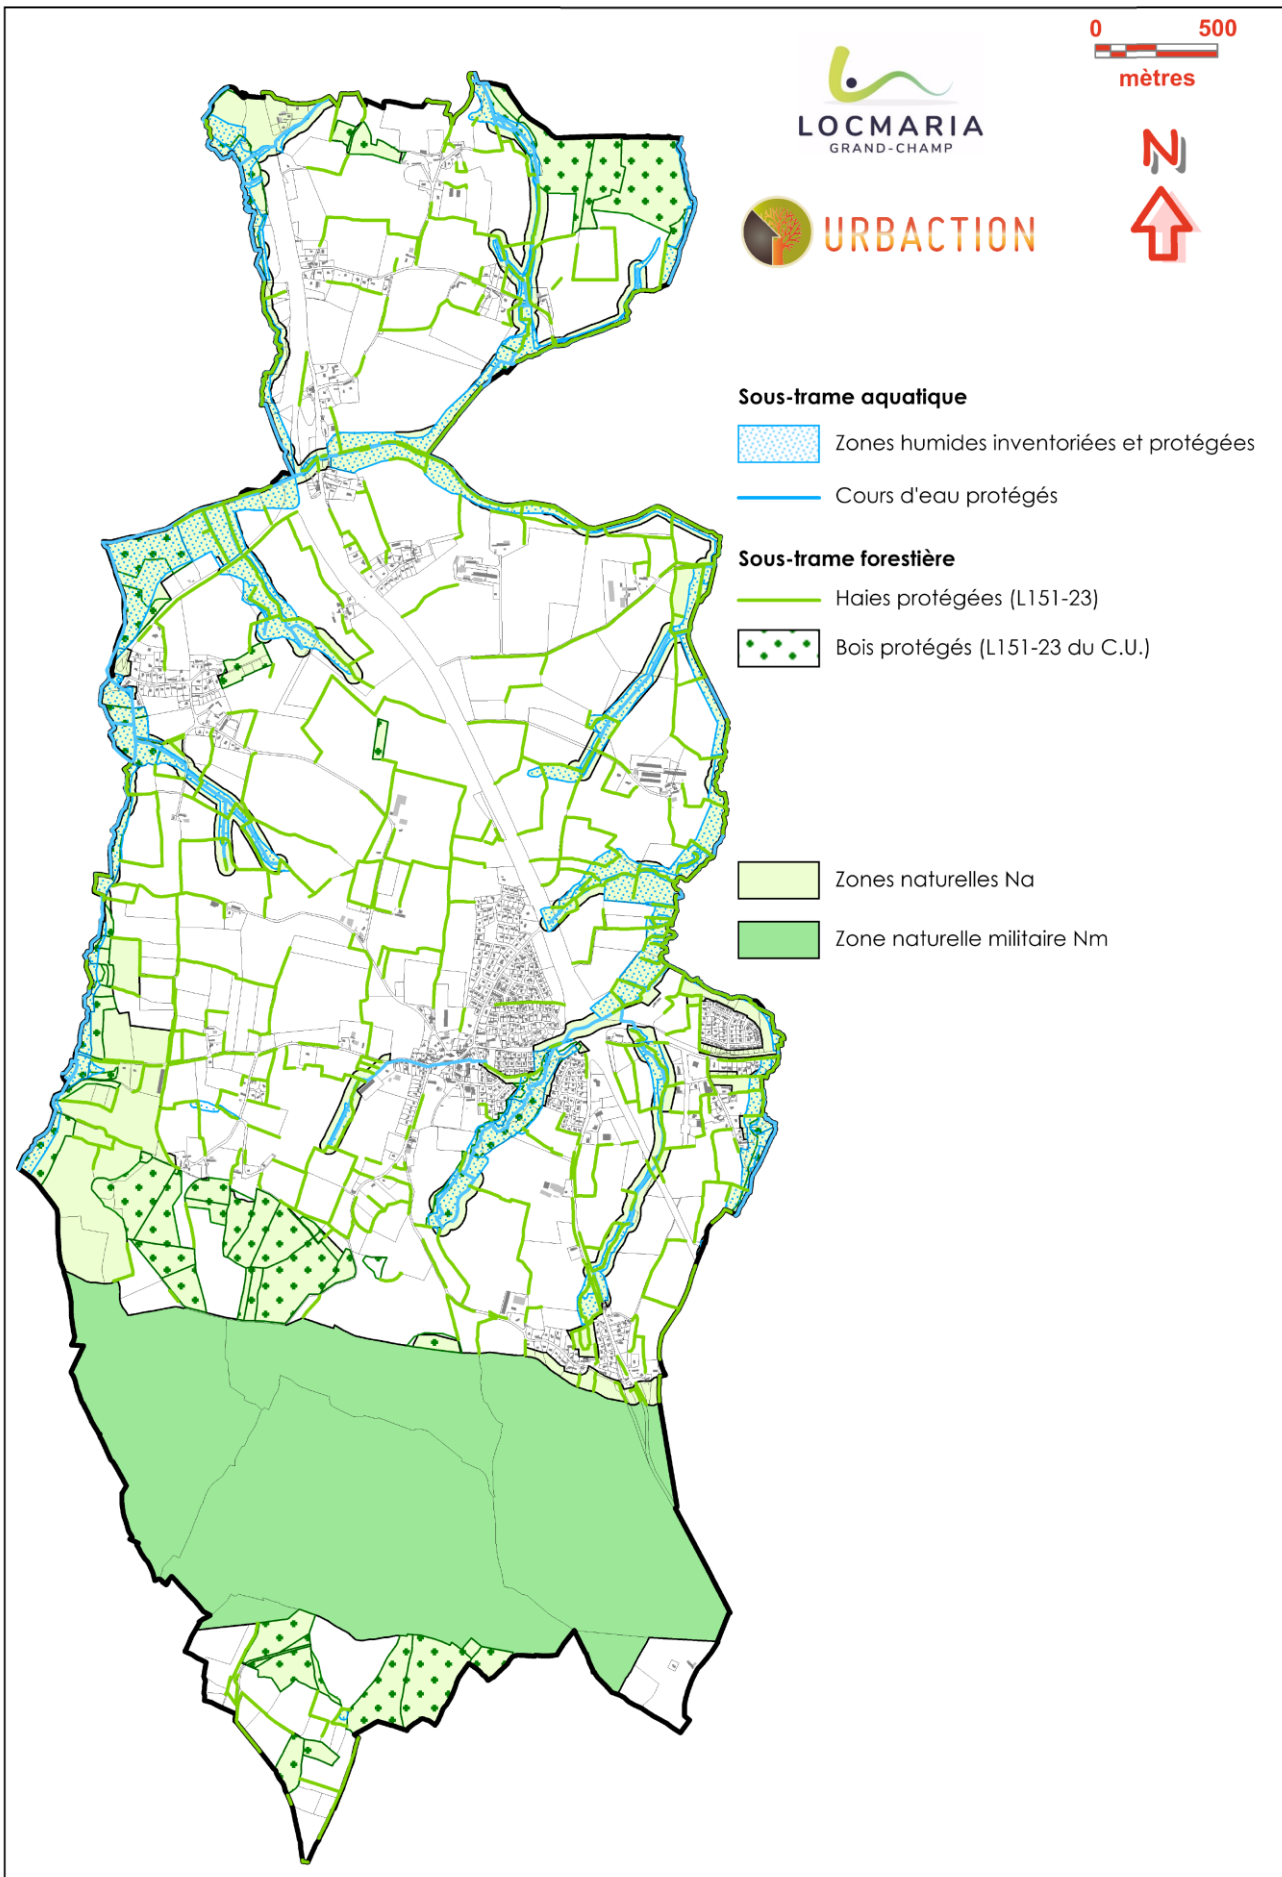 0 500
mètres
LOCMARIA
GRAND-CHAMP
N
URBACTION
Sous-trame aquatique
Zones humides inventoriées et protégées
Cours d'eau protégés
Sous-trame forestière
Haies protégées (L151-23)
Bois protégés (L151-23 du C.U.)
Zones naturelles Na
Zone naturelle militaire Nm